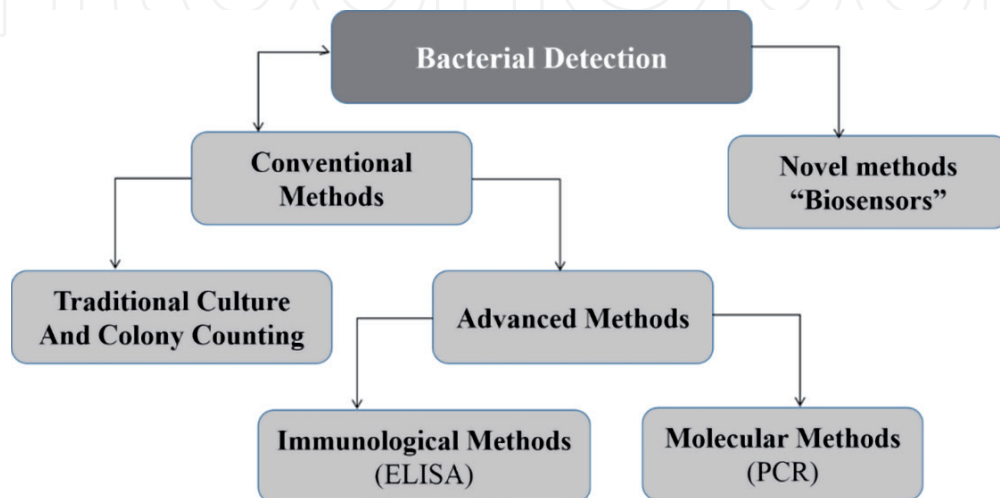 Bacterial Detection
Conventional
Methods
Novel methods
“Biosensors”
Traditional Culture
And Colony Counting
Advanced Methods
Immunological Methods
(ELISA)
Molecular Methods
(PCR)